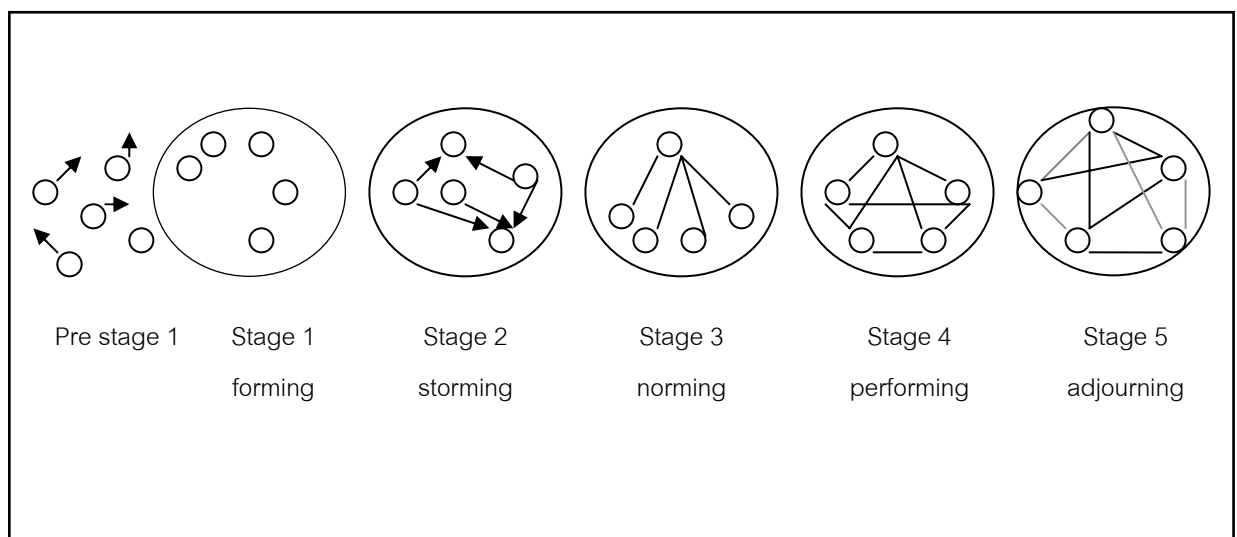 Pre stage 1 Stage 1 Stage 2 Stage 3 Stage 4 Stage 5
forming storming norming performing adjourning